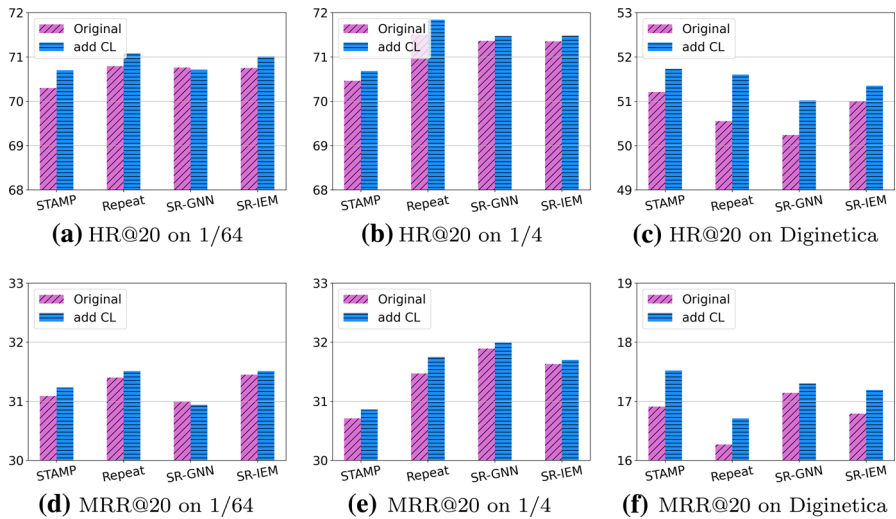 72
71
70
69
68
Original
add CL
STAMP
Repeat
SR-GNN
SR-IEM
(a) HR@20 on 1/64
72
71
70
69
68
Original
add CL
STAMP
Repeat
SR-GNN
SR-IEM
(b) HR@20 on 1/4
53
52
51
50
49
Original
add CL
STAMP
Repeat
SR-GNN
SR-IEM
(c) HR@20 on Diginetica
33
32
31
30
Original
add CL
STAMP
Repeat
SR-GNN
SR-IEM
(d) MRR@20 on 1/64
33
32
31
30
Original
add CL
STAMP
Repeat
SR-GNN
SR-IEM
(e) MRR@20 on 1/4
19
18
17
16
Original
add CL
STAMP
Repeat
SR-GNN
SR-IEM
(f) MRR@20 on Diginetica